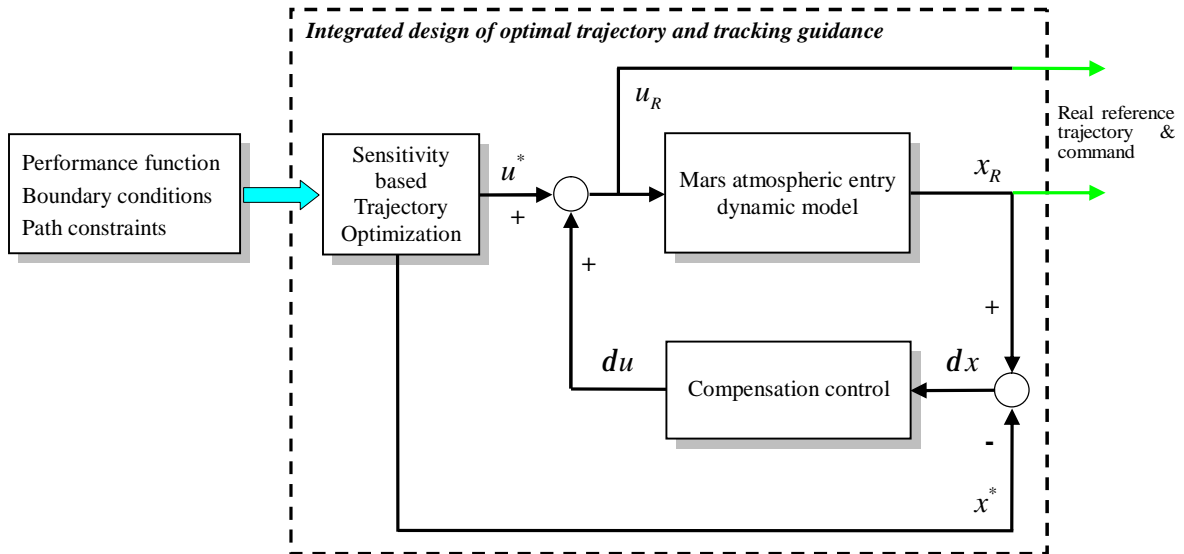 Integrated design of optimal trajectory and tracking guidance
u_R
Real reference
trajectory &
command
Performance function
Boundary conditions
Path constraints
Sensitivity
based
Trajectory
Optimization
u*
+
Mars atmospheric entry
dynamic model
x_R
+
+
du
Compensation control
dx
-
x*